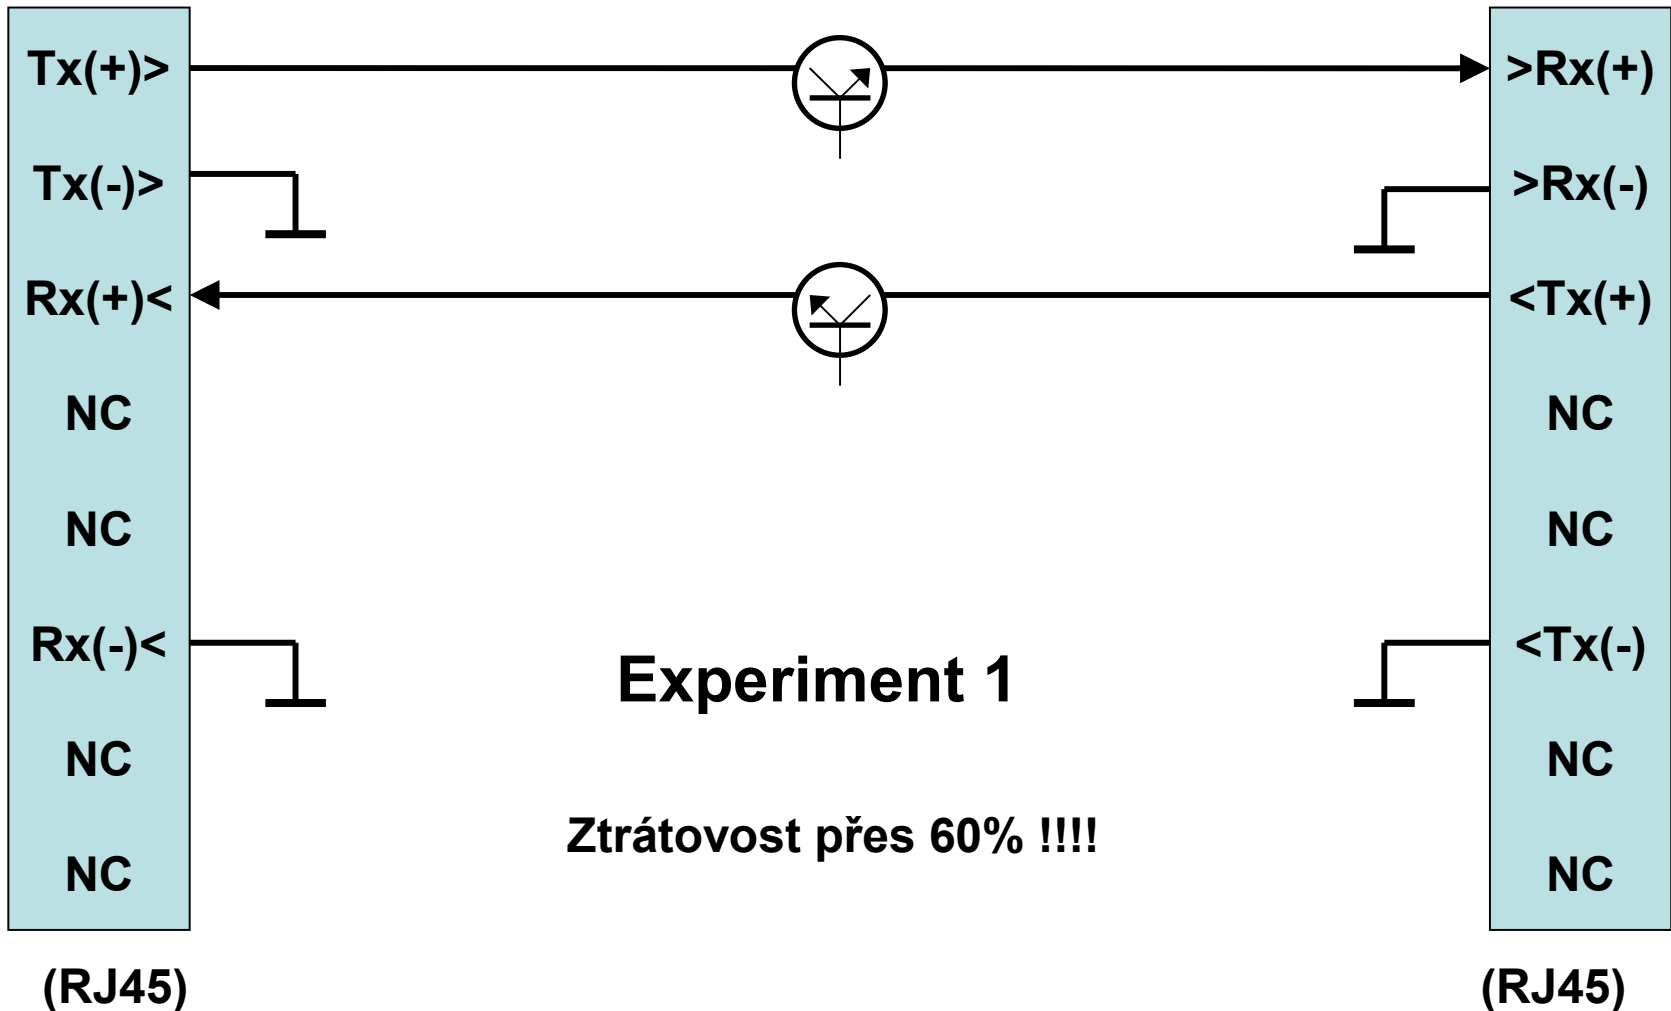 Tx(+)>
Tx(-)>
Rx(+)<
NC
NC
Rx(-)<
NC
NC
(RJ45)
Experiment 1
Ztrátovost přes 60% !!!!
>Rx(+)
>Rx(-)
<Tx(+)
NC
NC
<Tx(-)
NC
NC
(RJ45)